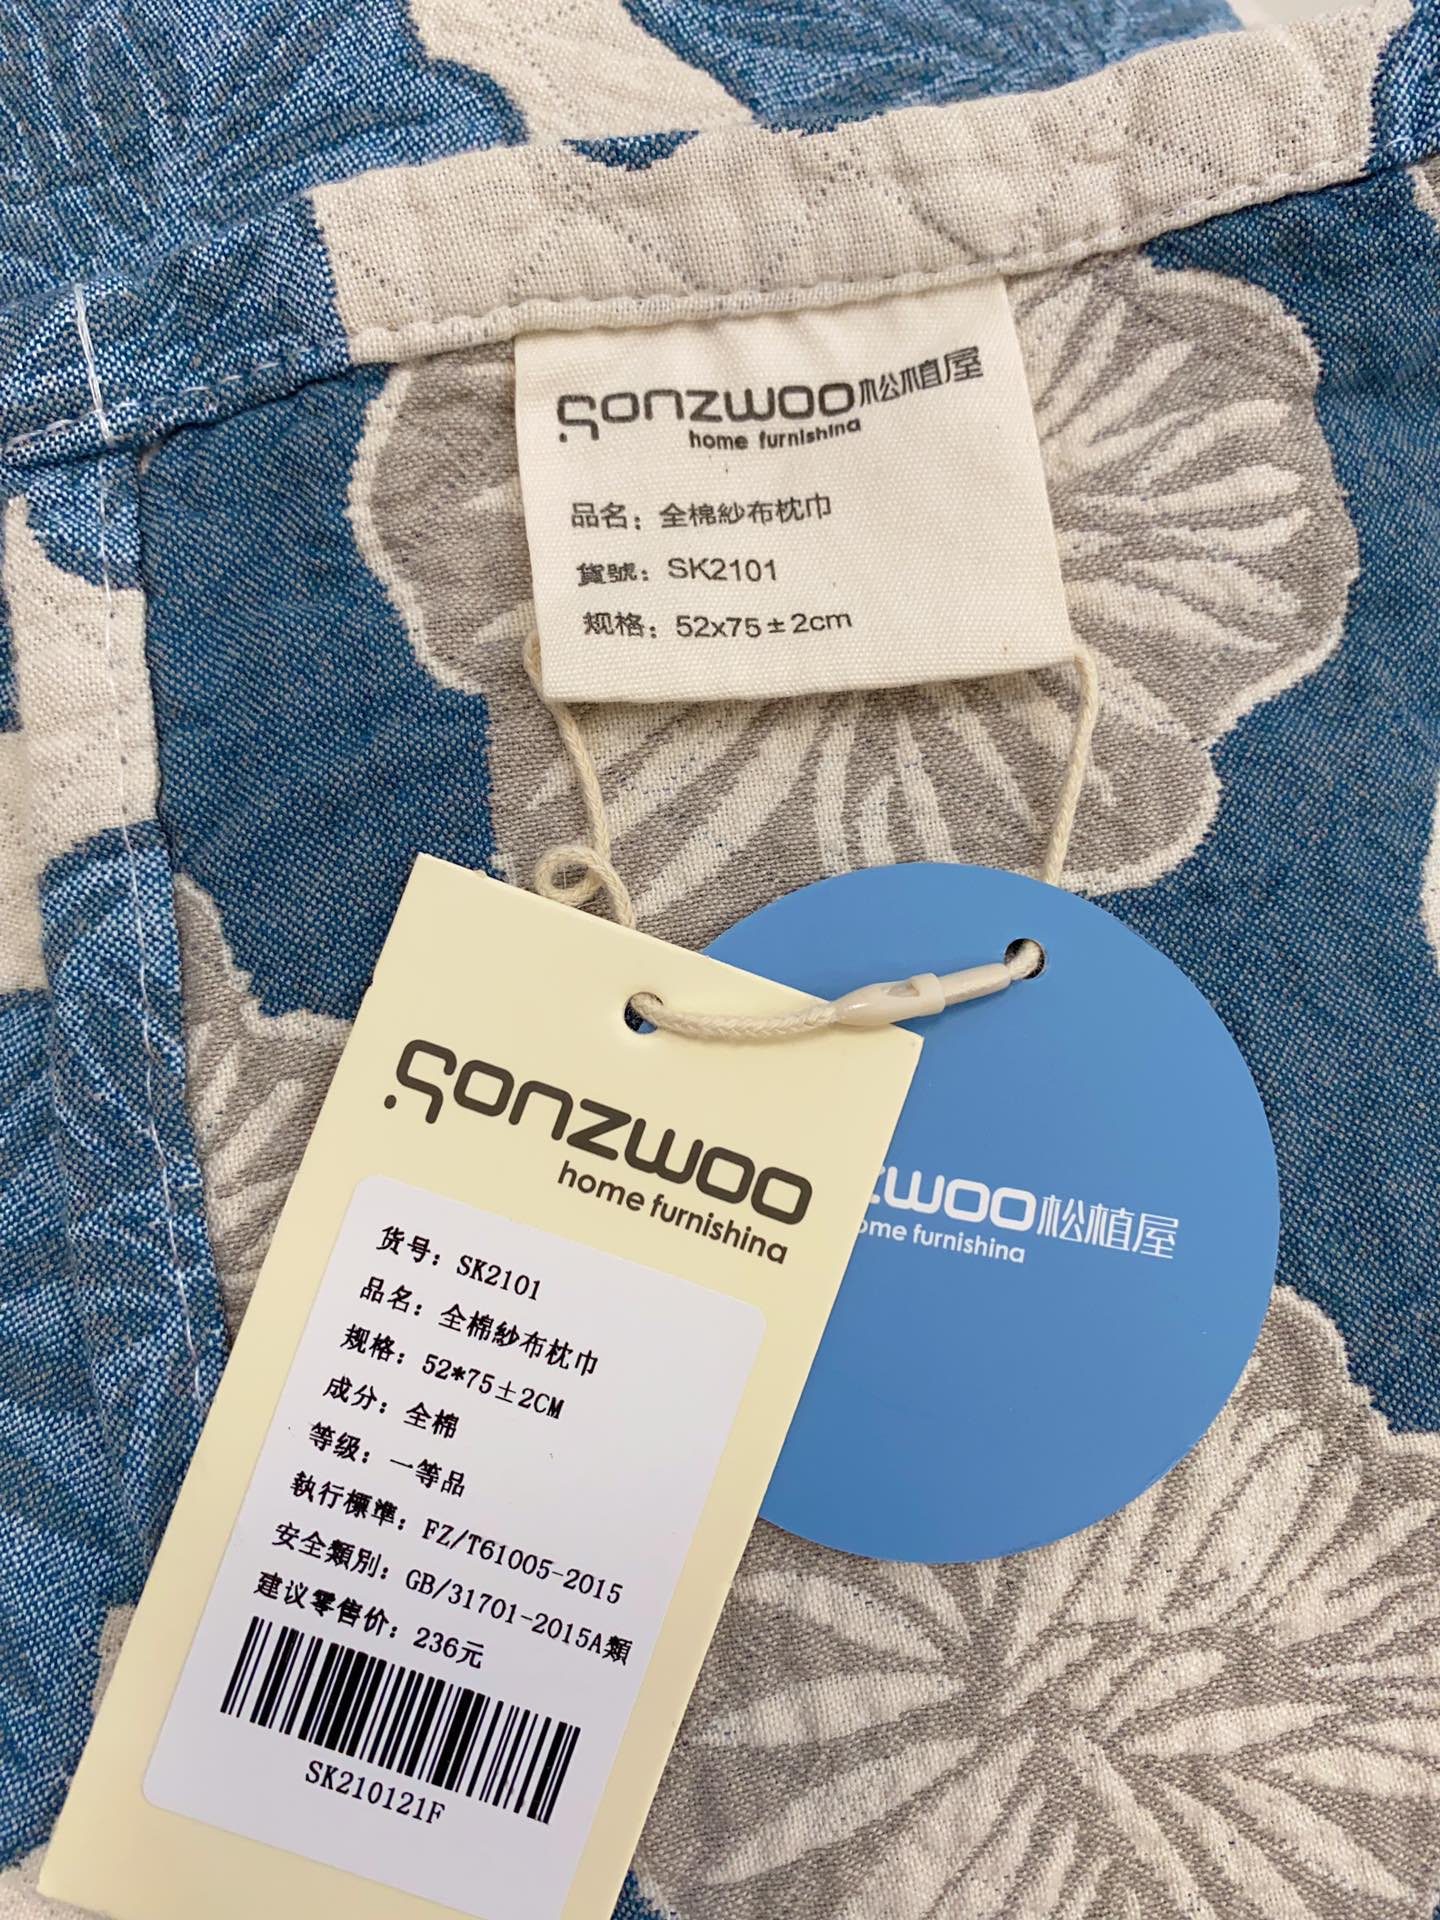 sonzwoo松植屋
home furnishina
品名：全棉紗布枕巾
貨號：SK2101
规格：52x75±2cm
sonzwoo
home furnishina
货号：SK2101
品名：全棉紗布枕巾
规格：52*75±2CM
成分：全棉
等级：一等品
執行標準：FZ/T61005-2015
安全類別：GB/31701-2015A類
建议零售价：236元
SK210121F
zwoo松植屋
ome furnishina